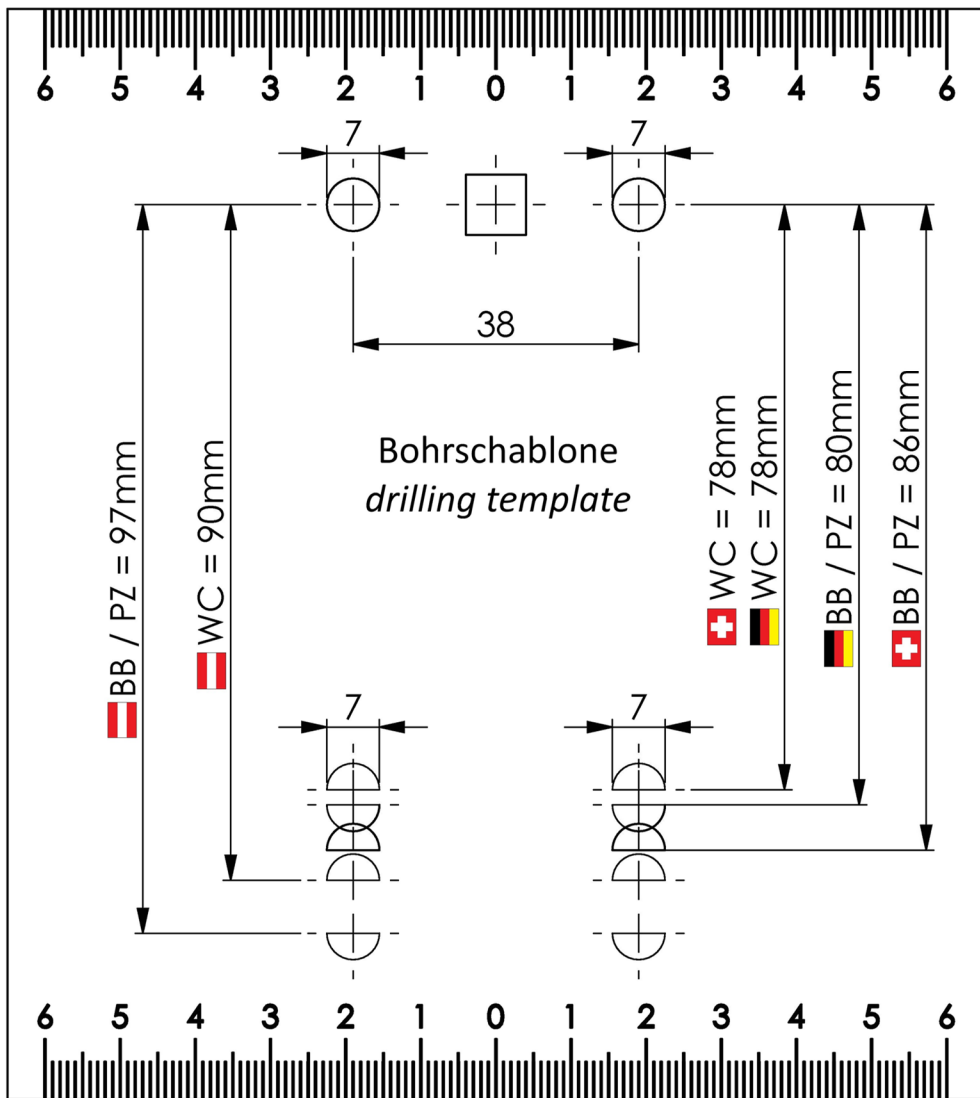 6 5 4 3 2 1 0 1 2 3 4 5 6
7 7
38
Bohrschablone
drilling template
BB / PZ = 97mm
WC = 90mm
WC = 78mm
WC = 78mm
BB / PZ = 80mm
BB / PZ = 86mm
7 7
6 5 4 3 2 1 0 1 2 3 4 5 6